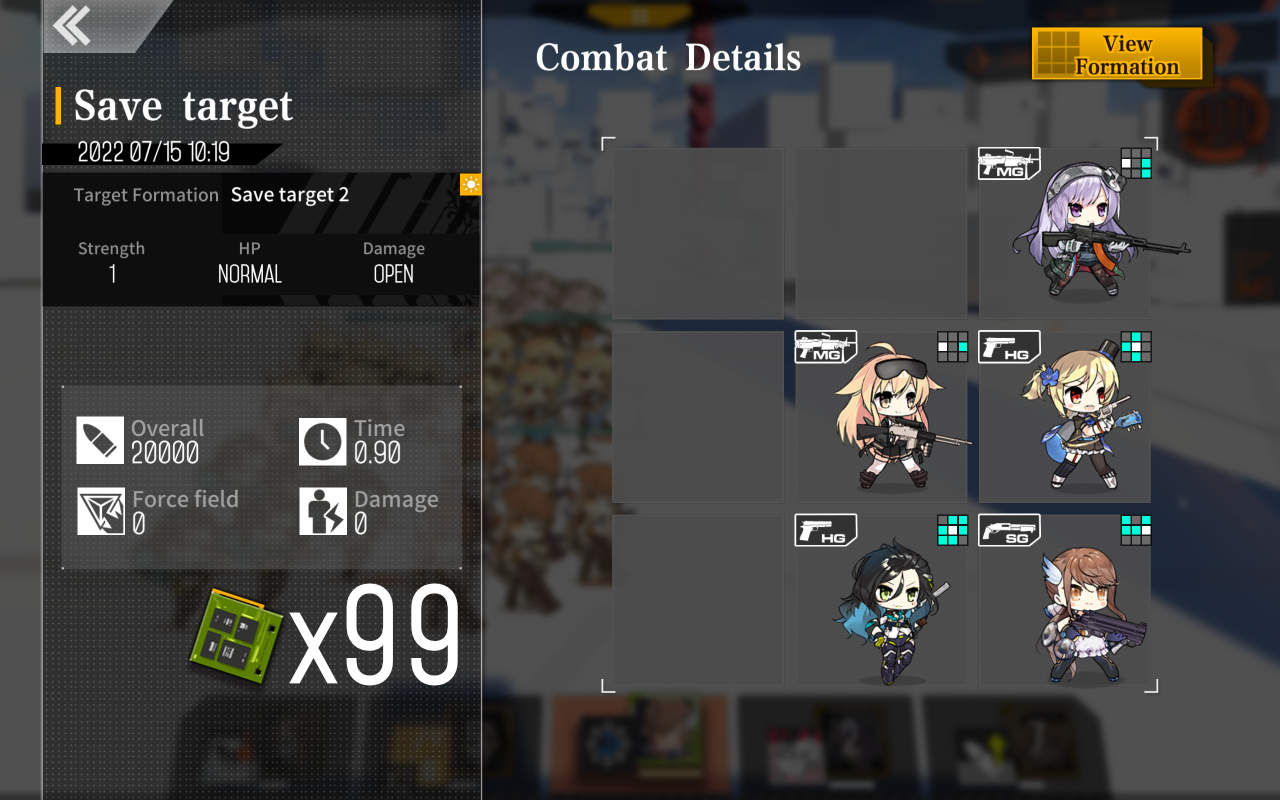 Combat Details
View
Formation
Save target
2022 07/15 10:19
Target Formation Save target 2
Strength HP Damage
1 NORMAL OPEN
Overall Time
20000 0.90
Force field Damage
0 0
x99
MG
MG
HG
HG
SG